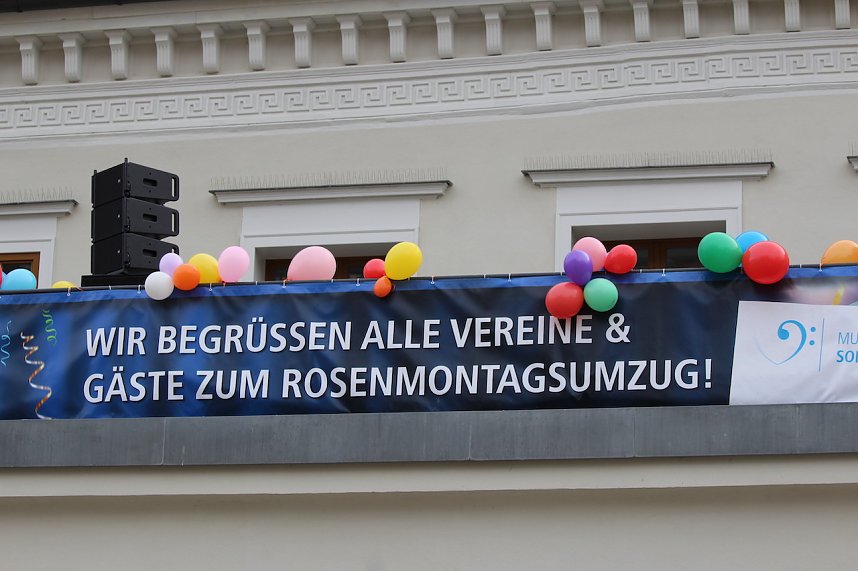 WIR BEGRÜSSEN ALLE VEREINE &
GÄSTE ZUM ROSENMONTAGSUMZUG!